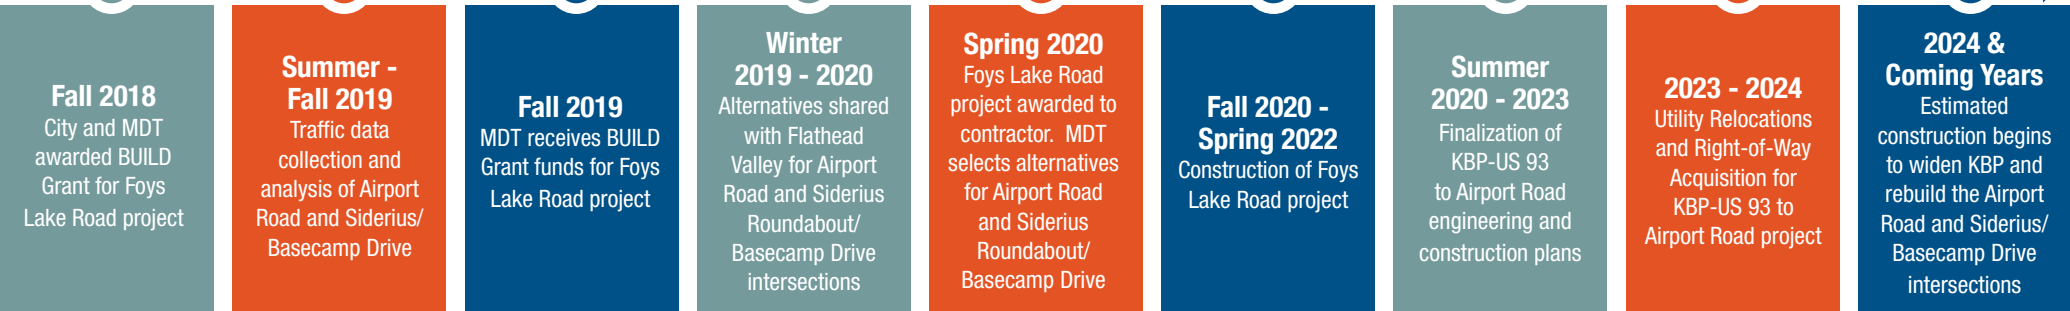 Fall 2018
City and MDT
awarded BUILD
Grant for Foys
Lake Road project
Summer -
Fall 2019
Traffic data
collection and
analysis of Airport
Road and Siderius/
Basecamp Drive
Fall 2019
MDT receives BUILD
Grant funds for Foys
Lake Road project
Winter
2019 - 2020
Alternatives shared
with Flathead
Valley for Airport
Road and Siderius
Roundabout/
Basecamp Drive
intersections
Spring 2020
Foys Lake Road
project awarded to
contractor.  MDT
selects alternatives
for Airport Road
and Siderius
Roundabout/
Basecamp Drive
Fall 2020 -
Spring 2022
Construction of Foys
Lake Road project
Summer
2020 - 2023
Finalization of
KBP-US 93
to Airport Road
engineering and
construction plans
2023 - 2024
Utility Relocations
and Right-of-Way
Acquisition for
KBP-US 93 to
Airport Road project
2024 &
Coming Years
Estimated
construction begins
to widen KBP and
rebuild the Airport
Road and Siderius/
Basecamp Drive
intersections